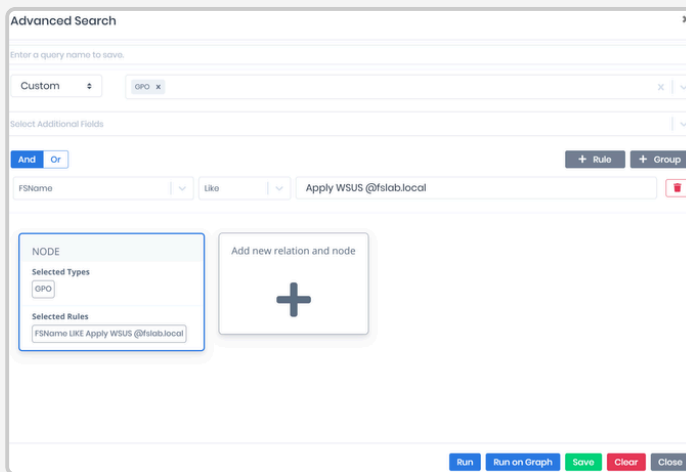 Advanced Search
Enter a query name to save.
Custom GPO x
Select Additional Fields
And Or + Rule + Group
FSName Like Apply WSUS @fslab.local
NODE
Selected Types
GPO
Selected Rules
FSName LIKE Apply WSUS @fslab.local
Add new relation and node
Run Run on Graph Save Clear Close